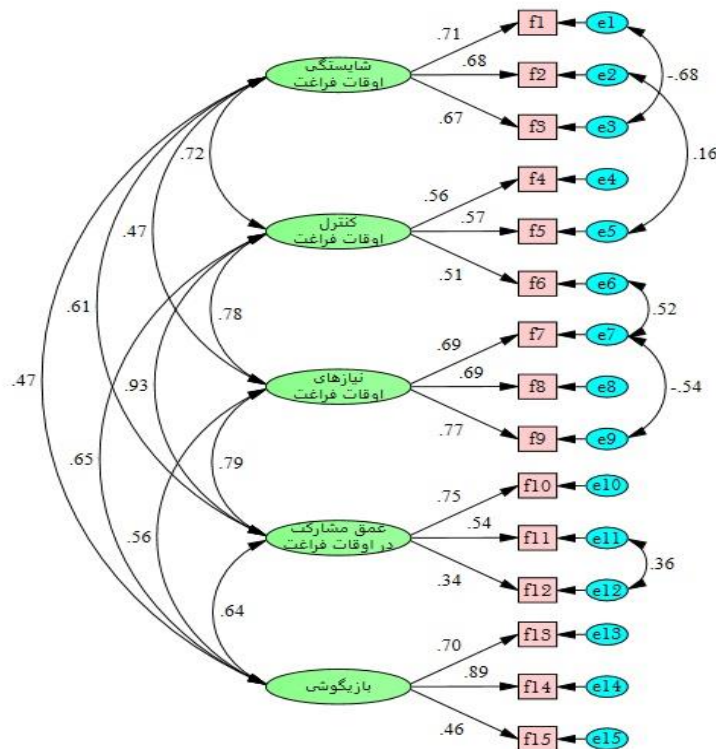 .71
f1
e1
.68
f2
e2
-.68
شایستگی
اوقات فراغت
.67
f3
e3
.16
.72
.56
f4
e4
.47
کنترل
اوقات فراغت
.57
f5
e5
.51
f6
e6
.61
.78
.52
.69
f7
e7
.47
.93
نیازهای
اوقات فراغت
.69
f8
e8
-.54
.77
f9
e9
.65
.79
.75
f10
e10
.56
عمق مشارکت
در اوقات فراغت
.54
f11
e11
.36
.34
f12
e12
.64
.70
f13
e13
بازیگوشی
.89
f14
e14
.46
f15
e15